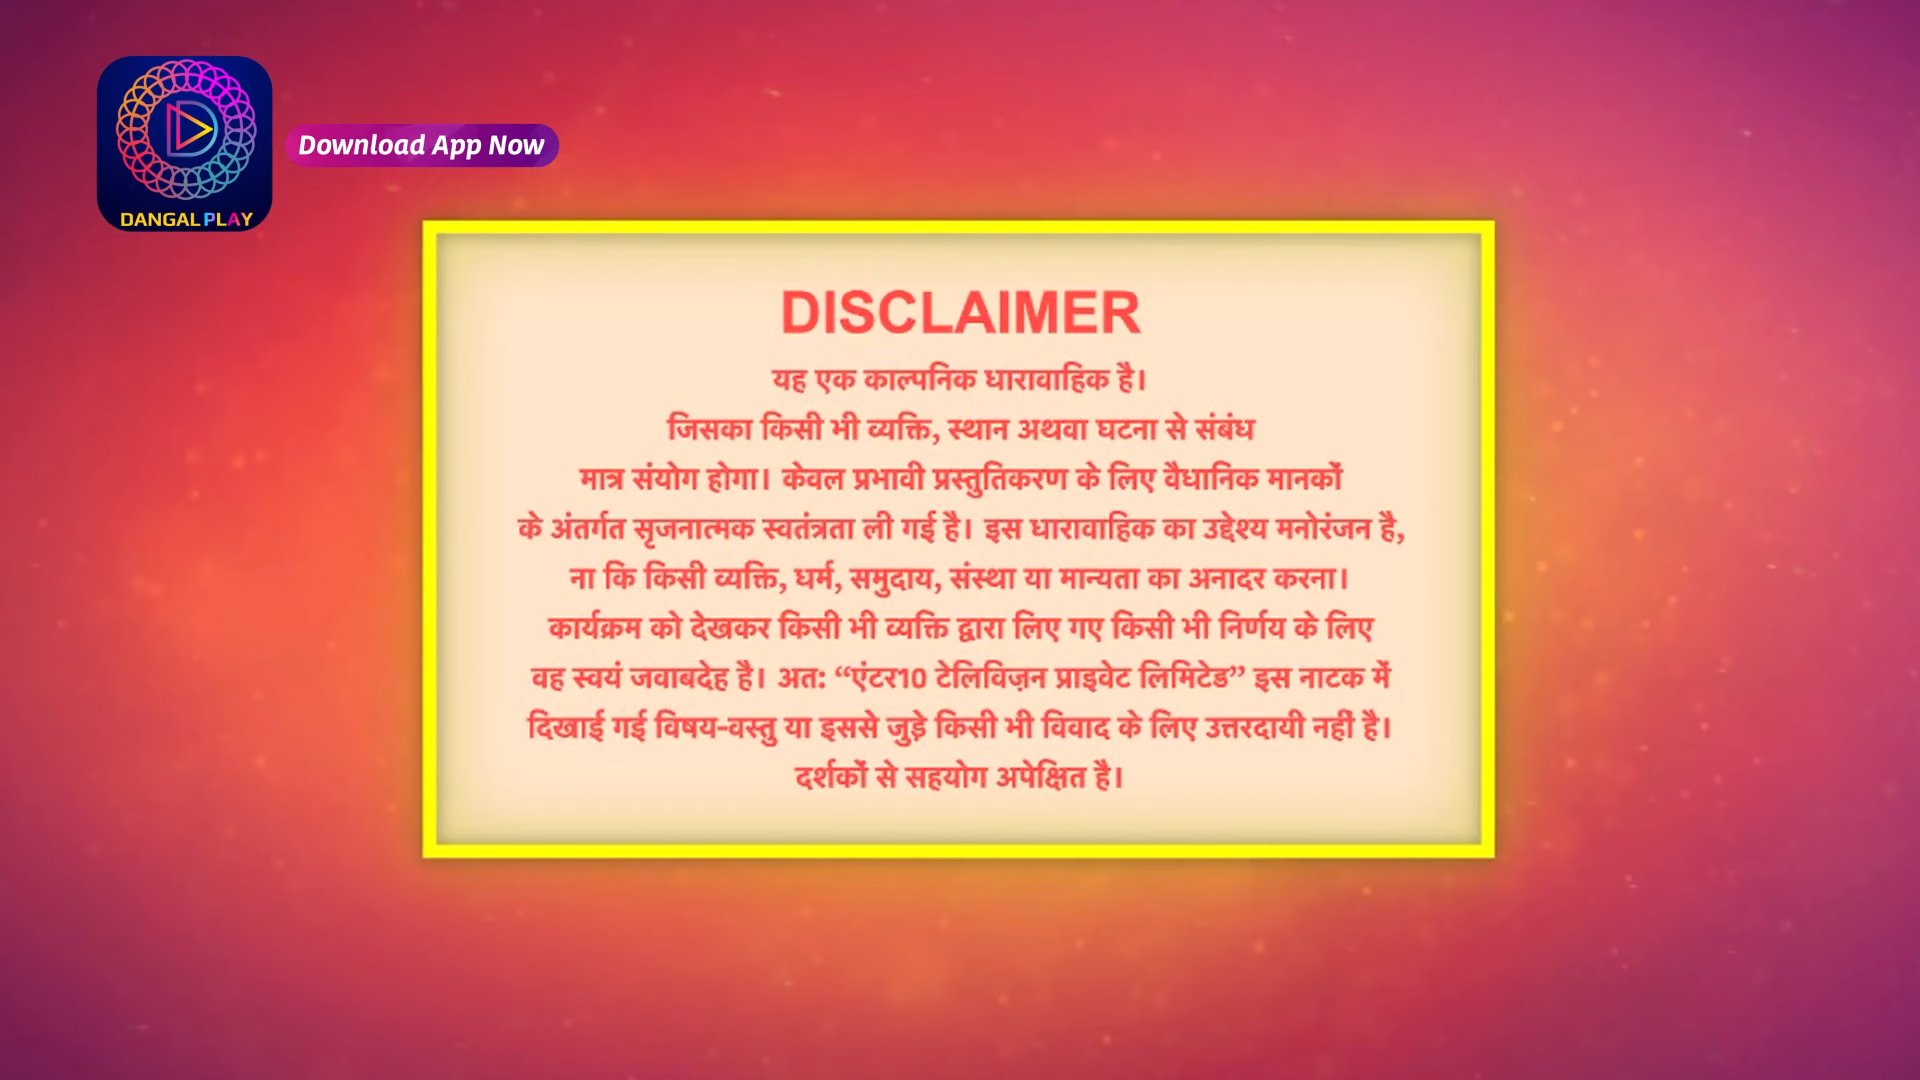 DANGAL PLAY
Download App Now
DISCLAIMER
यह एक काल्पनिक धारावाहिक है।
जिसका किसी भी व्यक्ति, स्थान अथवा घटना से संबंध
मात्र संयोग होगा। केवल प्रभावी प्रस्तुतिकरण के लिए वैधानिक मानकों
के अंतर्गत सृजनात्मक स्वतंत्रता ली गई है। इस धारावाहिक का उद्देश्य मनोरंजन है,
ना कि किसी व्यक्ति, धर्म, समुदाय, संस्था या मान्यता का अनादर करना।
कार्यक्रम को देखकर किसी भी व्यक्ति द्वारा लिए गए किसी भी निर्णय के लिए
वह स्वयं जवाबदेह है। अत: “एंटर10 टेलिविज़न प्राइवेट लिमिटेड” इस नाटक में
दिखाई गई विषय-वस्तु या इससे जुड़े किसी भी विवाद के लिए उत्तरदायी नहीं है।
दर्शकों से सहयोग अपेक्षित है।